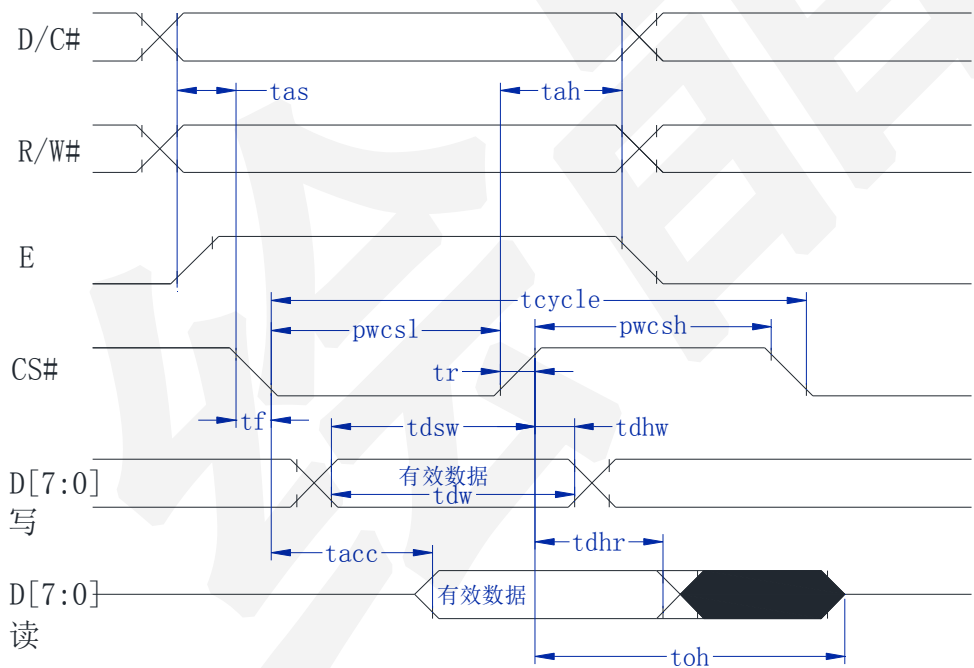 D/C#
tas
tah
R/W#
E
tcycle
pwcsl
pwcsh
CS#
tr
tf
tdsw
tdhw
D[7:0]
写
有效数据
tdw
tacc
tdhr
D[7:0]
读
有效数据
toh